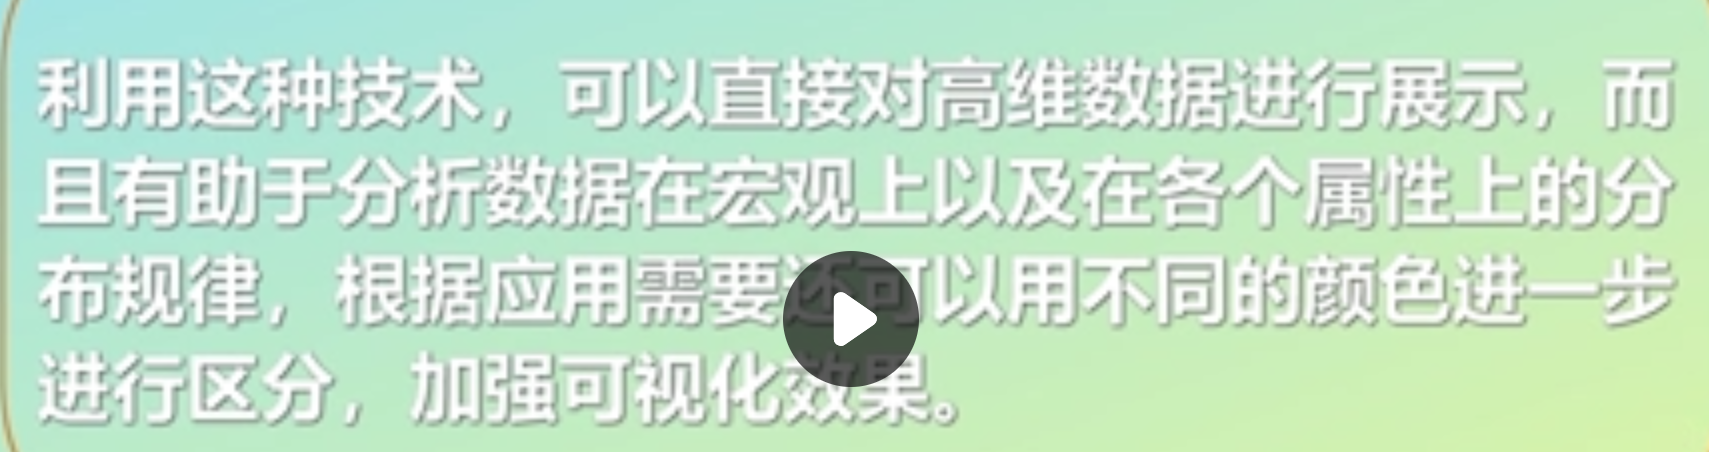 利用这种技术，可以直接对高维数据进行展示，而
且有助于分析数据在宏观上以及在各个属性上的分
布规律，根据应用需要还可以用不同的颜色进一步
进行区分，加强可视化效果。